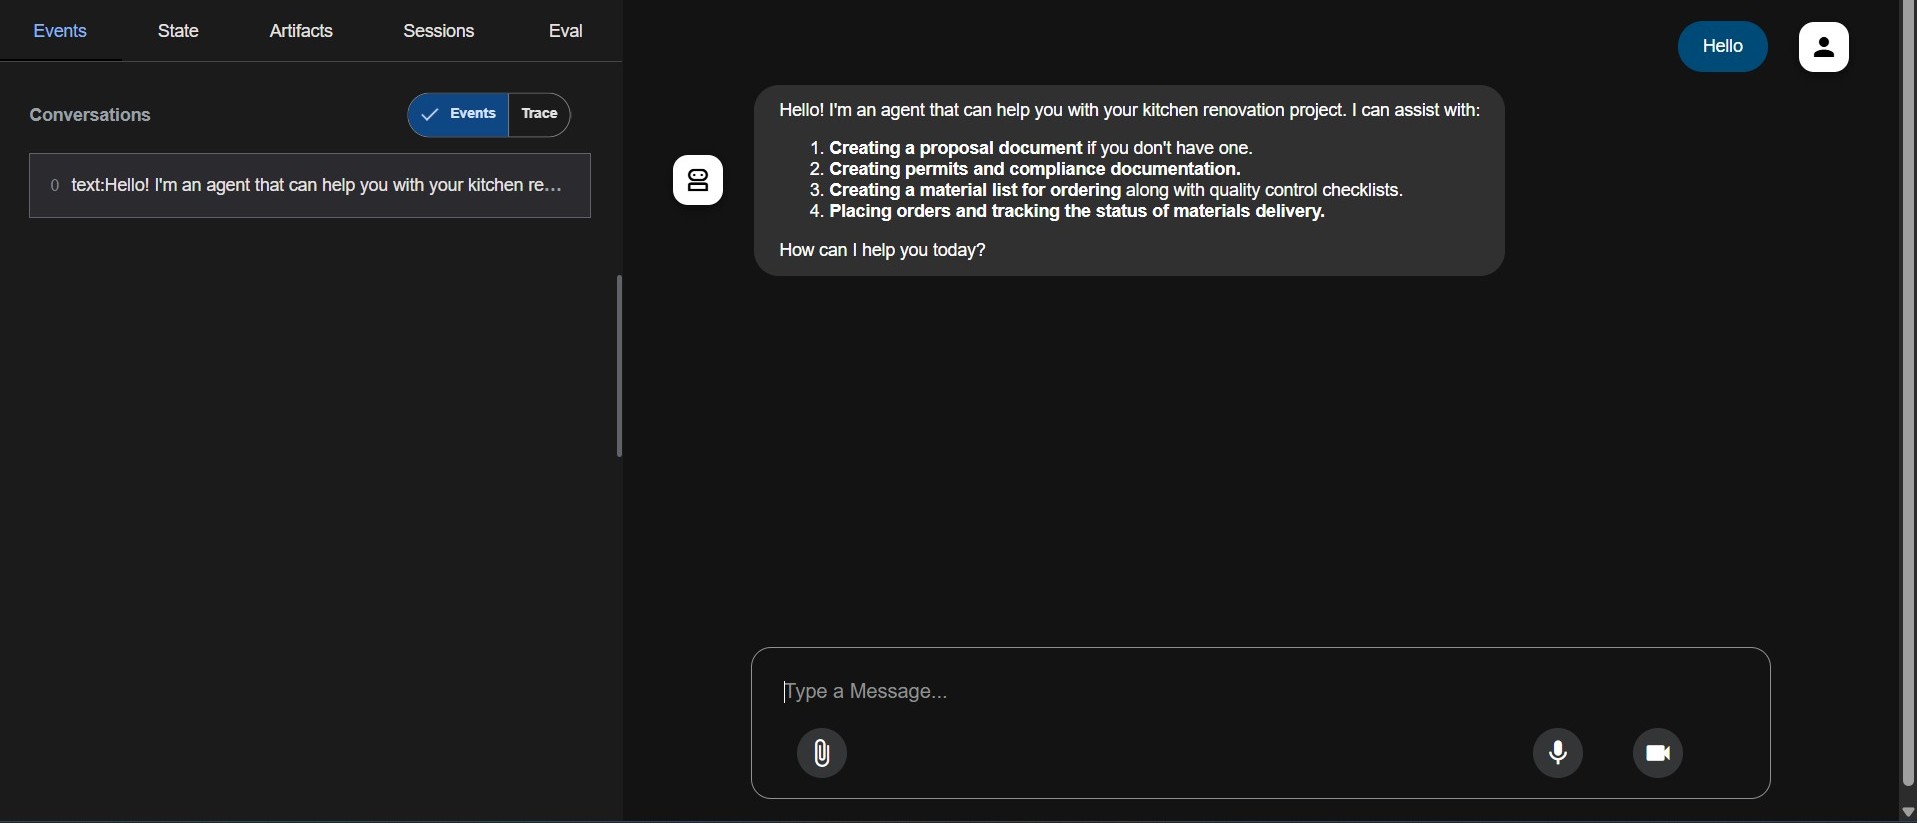 Events State Artifacts Sessions Eval
Conversations
Events Trace
0 text:Hello! I'm an agent that can help you with your kitchen re...
Hello
Hello! I'm an agent that can help you with your kitchen renovation project. I can assist with:
1. Creating a proposal document if you don't have one.
2. Creating permits and compliance documentation.
3. Creating a material list for ordering along with quality control checklists.
4. Placing orders and tracking the status of materials delivery.
How can I help you today?
Type a Message...